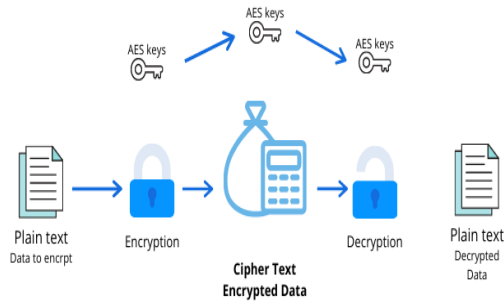 AES keys
AES keys
AES keys
Plain text
Data to encrpt
Encryption
Cipher Text
Encrypted Data
Decryption
Plain text
Decrypted
Data